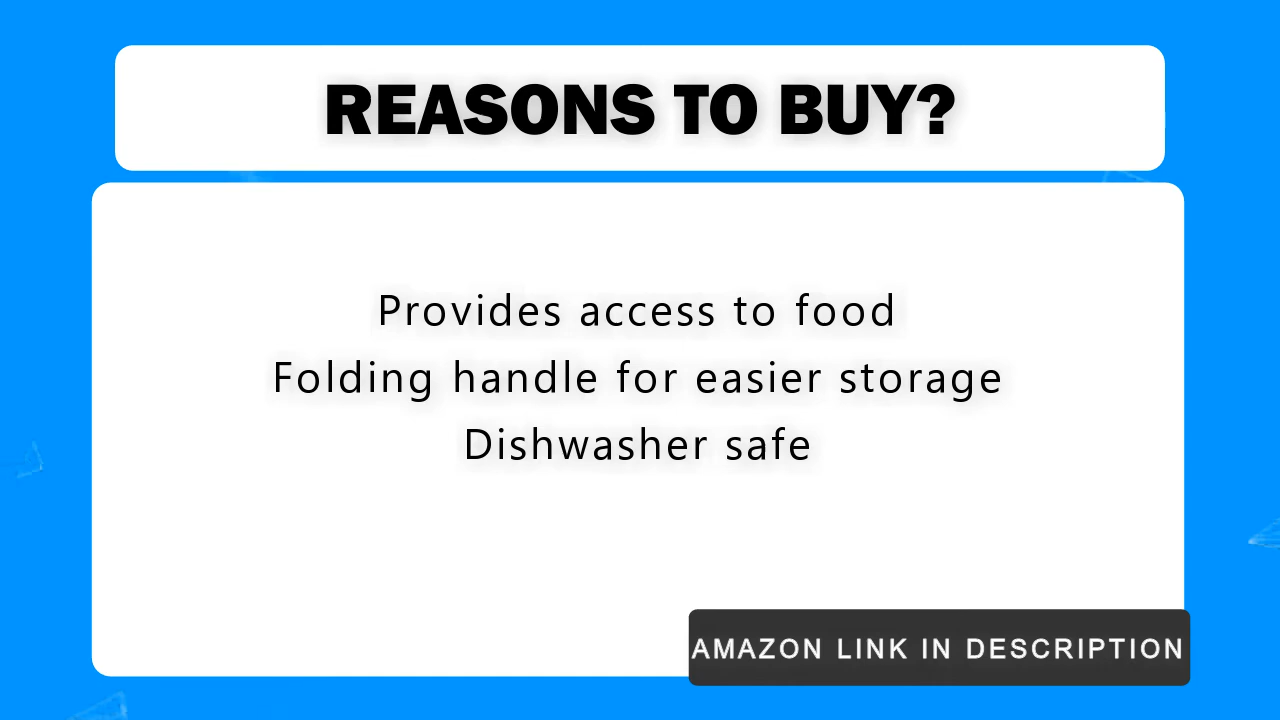 REASONS TO BUY?
Provides access to food
Folding handle for easier storage
Dishwasher safe
AMAZON LINK IN DESCRIPTION